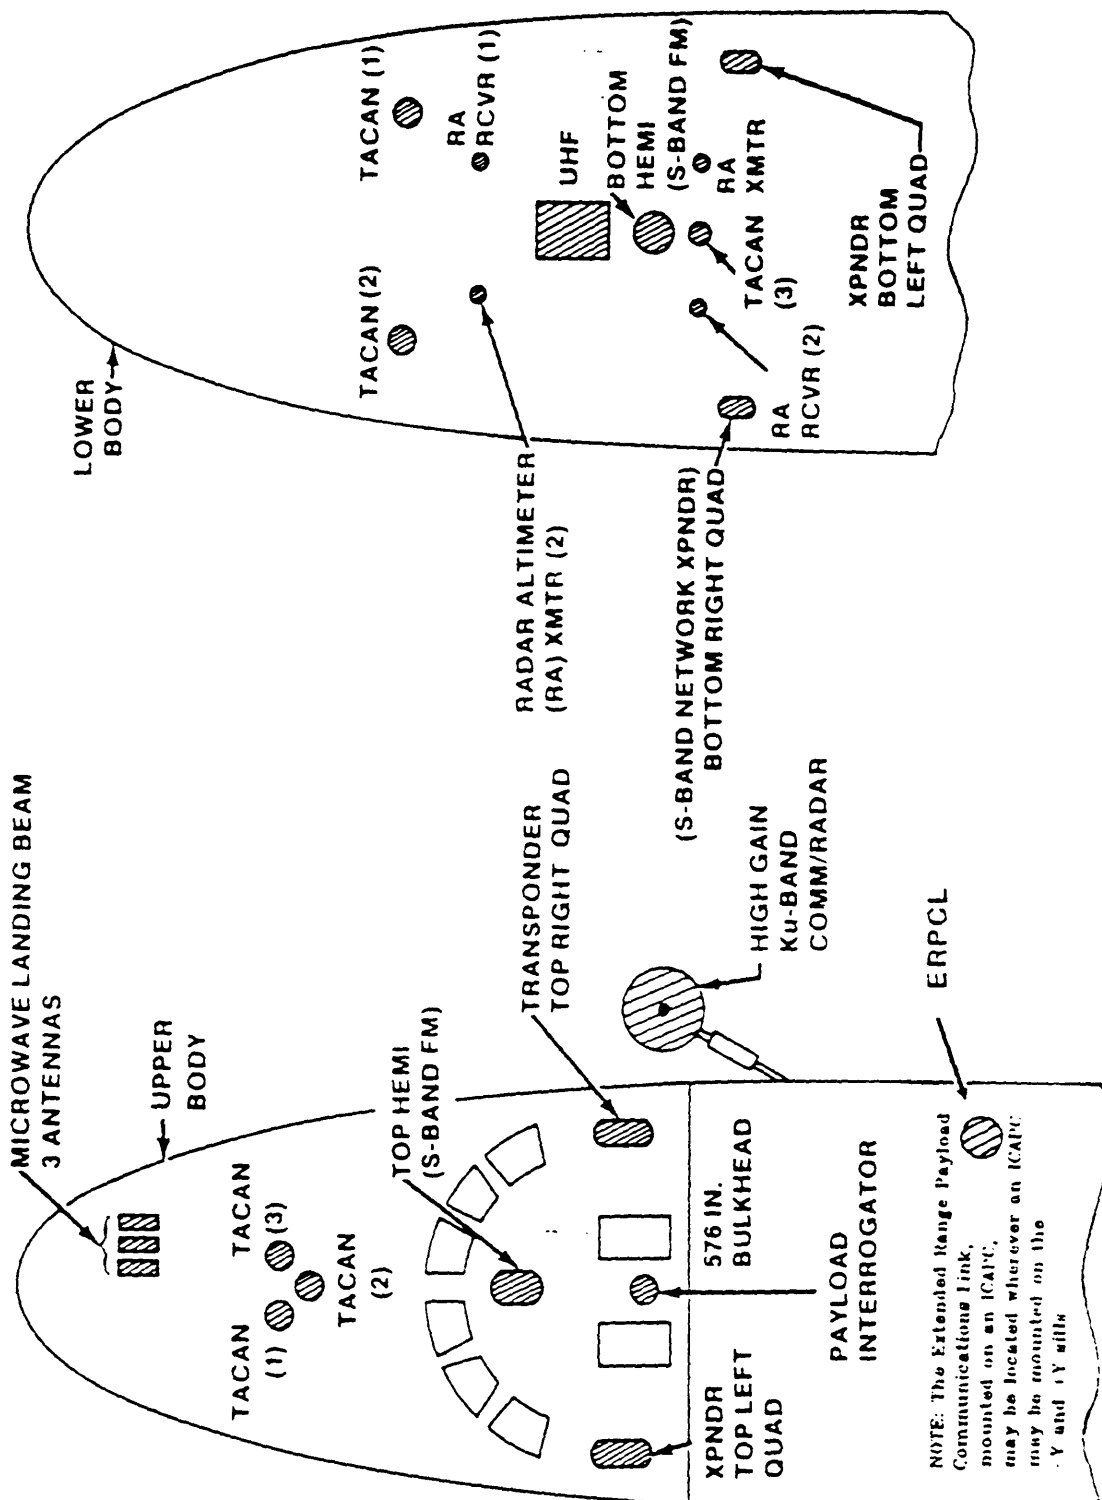 MICROWAVE LANDING BEAM
3 ANTENNAS
UPPER
BODY
TACAN
(1)
TACAN
(3)
TACAN
(2)
TOP HEMI
(S-BAND FM)
TRANSPONDER
TOP RIGHT QUAD
HIGH GAIN
Ku-BAND
COMM/RADAR
XPNDR
TOP LEFT
QUAD
576 IN.
BULKHEAD
PAYLOAD
INTERROGATOR
ERPCL
NOTE: The Extended Range Payload
Communications Link,
mounted on an ICAPC,
may be located wherever an ICAPC
may be mounted on the
-Y and +Y sills
LOWER
BODY
TACAN (2)
TACAN (1)
RA
RCVR (1)
RADAR ALTIMETER
(RA) XMTR (2)
UHF
BOTTOM
HEMI
(S-BAND FM)
RA
XMTR
TACAN
(3)
RA
RCVR (2)
(S-BAND NETWORK XPNDR)
BOTTOM RIGHT QUAD
XPNDR
BOTTOM
LEFT QUAD